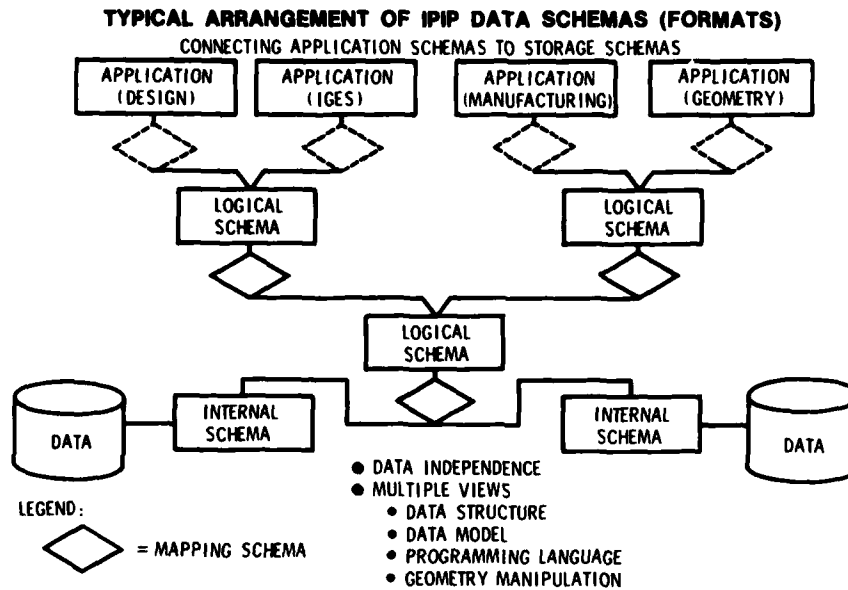 TYPICAL ARRANGEMENT OF IPIP DATA SCHEMAS (FORMATS)
CONNECTING APPLICATION SCHEMAS TO STORAGE SCHEMAS
APPLICATION
(DESIGN)
APPLICATION
(IGES)
APPLICATION
(MANUFACTURING)
APPLICATION
(GEOMETRY)
LOGICAL
SCHEMA
LOGICAL
SCHEMA
LOGICAL
SCHEMA
DATA
INTERNAL
SCHEMA
INTERNAL
SCHEMA
DATA
● DATA INDEPENDENCE
● MULTIPLE VIEWS
● DATA STRUCTURE
● DATA MODEL
● PROGRAMMING LANGUAGE
● GEOMETRY MANIPULATION
LEGEND:
= MAPPING SCHEMA